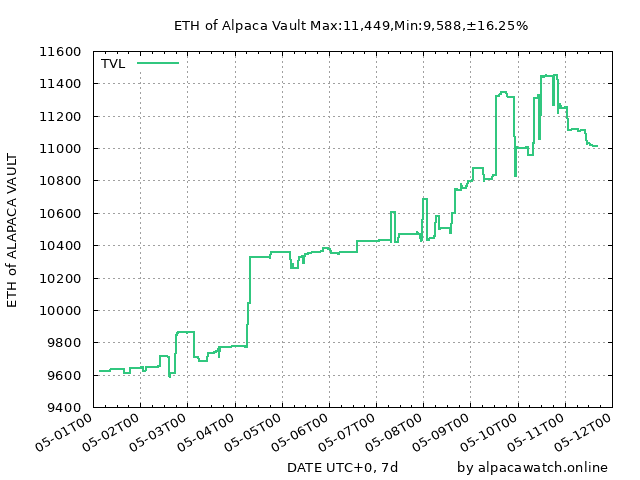 ETH of Alpaca Vault Max:11,449,Min:9,588,±16.25%
TVL
11600
11400
11200
11000
10800
10600
10400
10200
10000
9800
9600
9400
ETH of ALAPACA VAULT
05-01T00
05-02T00
05-03T00
05-04T00
05-05T00
05-06T00
05-07T00
05-08T00
05-09T00
05-10T00
05-11T00
05-12T00
DATE UTC+0, 7d
by alpacawatch.online